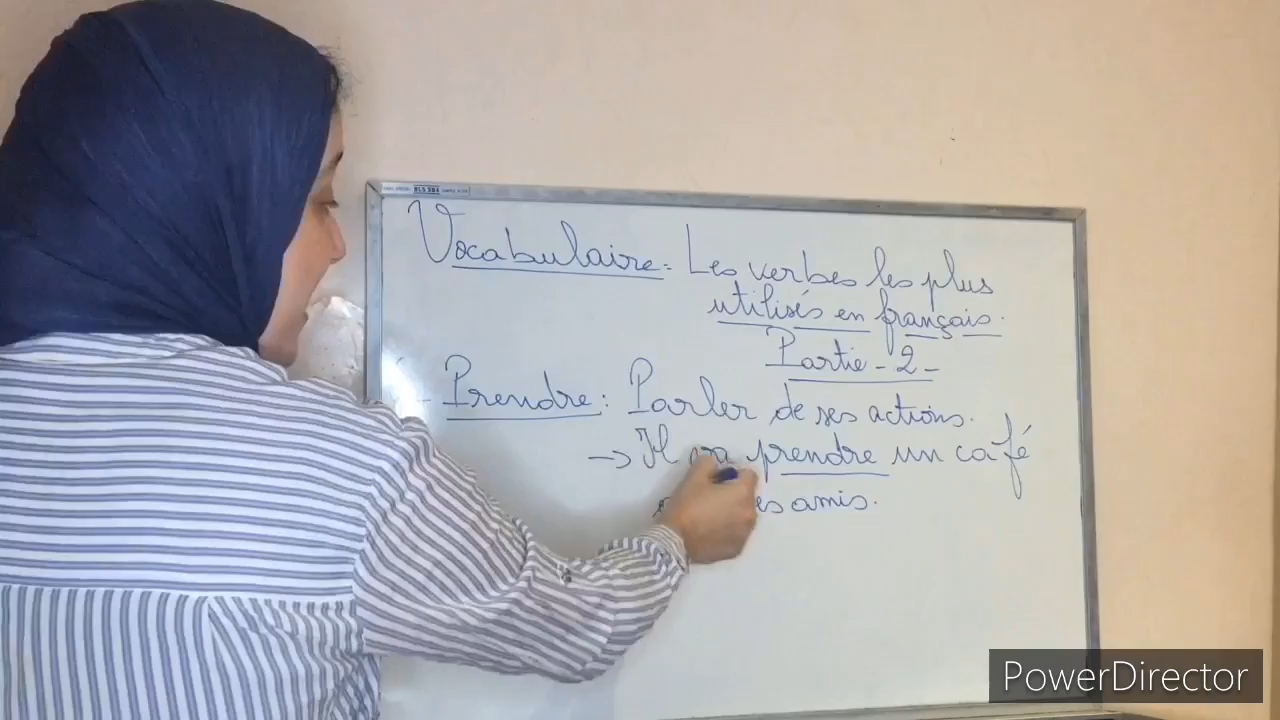 Vocabulaire: Les verbes les plus
utilisés en français.
Partie - 2 -
- Prendre: Parler de ses actions.
→ Il va prendre un café
amis.
PowerDirector